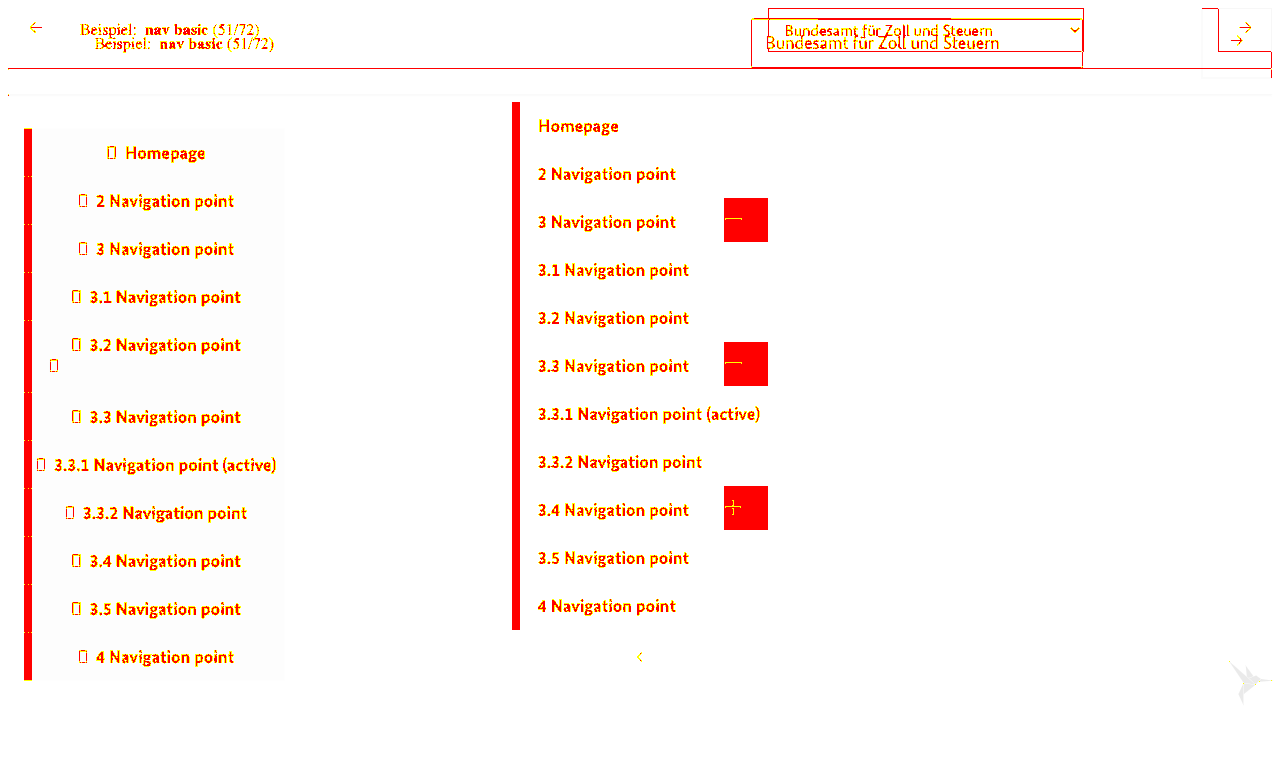 Beispiel: nav basic (51/72)
Beispiel: nav basic (51/72)
Bundesamt für Zoll und Steuern
Bundesamt für Zoll und Steuern
Homepage
2 Navigation point
3 Navigation point
3.1 Navigation point
3.2 Navigation point
3.3 Navigation point
3.3.1 Navigation point (active)
3.3.2 Navigation point
3.4 Navigation point
3.5 Navigation point
4 Navigation point
Homepage
2 Navigation point
3 Navigation point
3.1 Navigation point
3.2 Navigation point
3.3 Navigation point
3.3.1 Navigation point (active)
3.3.2 Navigation point
3.4 Navigation point
3.5 Navigation point
4 Navigation point